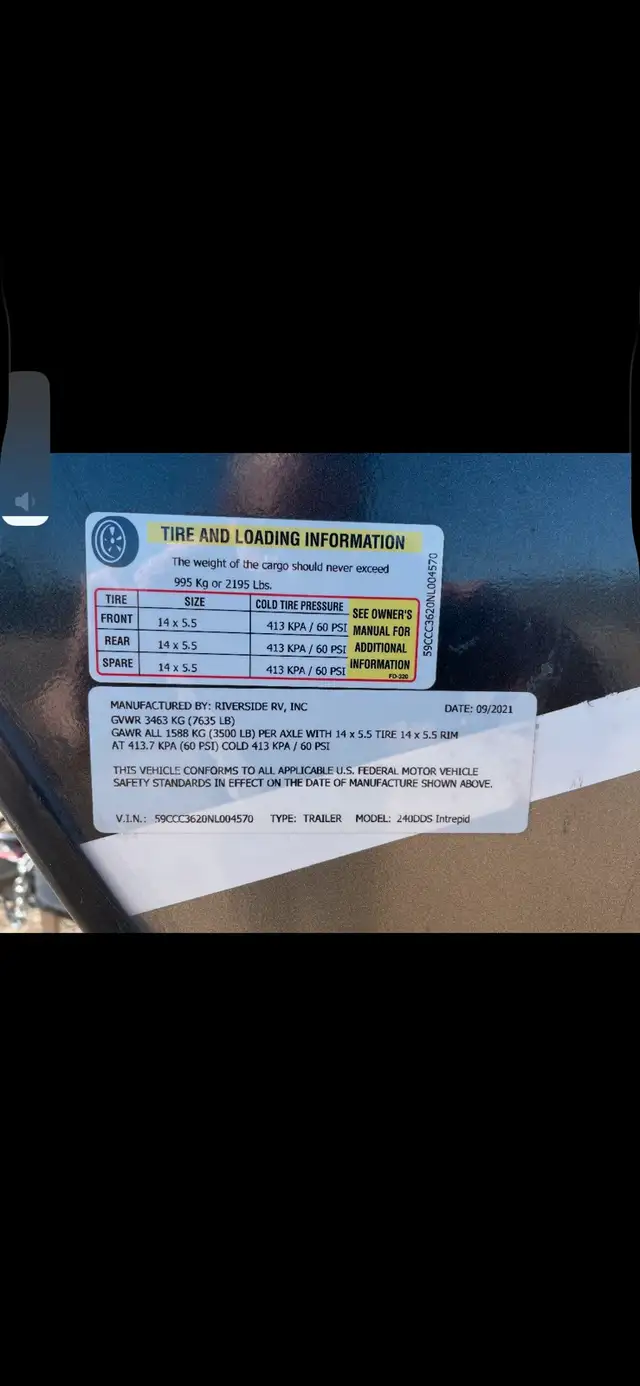 TIRE AND LOADING INFORMATION
The weight of the cargo should never exceed
995 Kg or 2195 Lbs.
TIRE SIZE COLD TIRE PRESSURE SEE OWNER'S MANUAL FOR ADDITIONAL INFORMATION
FRONT 14 x 5.5 413 KPA / 60 PSI
REAR 14 x 5.5 413 KPA / 60 PSI
SPARE 14 x 5.5 413 KPA / 60 PSI
FD-320
59CCC3620NL004570
MANUFACTURED BY: RIVERSIDE RV, INC DATE: 09/2021
GVWR 3463 KG (7635 LB)
GAWR ALL 1588 KG (3500 LB) PER AXLE WITH 14 x 5.5 TIRE 14 x 5.5 RIM
AT 413.7 KPA (60 PSI) COLD 413 KPA / 60 PSI
THIS VEHICLE CONFORMS TO ALL APPLICABLE U.S. FEDERAL MOTOR VEHICLE
SAFETY STANDARDS IN EFFECT ON THE DATE OF MANUFACTURE SHOWN ABOVE.
V.I.N.: 59CCC3620NL004570 TYPE: TRAILER MODEL: 240DDS Intrepid